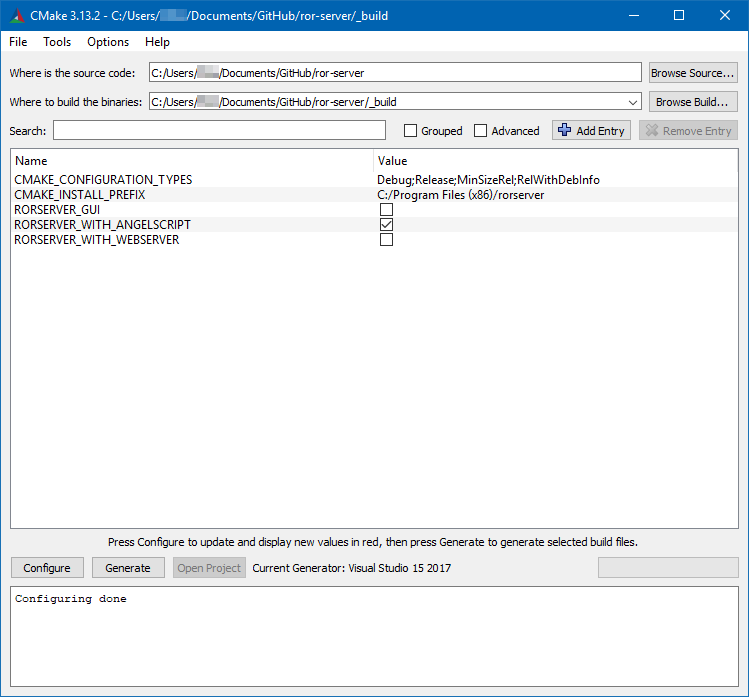 CMake 3.13.2 - C:/Users/ /Documents/GitHub/ror-server/_build
File Tools Options Help
Where is the source code: C:/Users/ /Documents/GitHub/ror-server Browse Source...
Where to build the binaries: C:/Users/ /Documents/GitHub/ror-server/_build Browse Build...
Search: Grouped Advanced Add Entry Remove Entry
Name Value
CMAKE_CONFIGURATION_TYPES Debug;Release;MinSizeRel;RelWithDebInfo
CMAKE_INSTALL_PREFIX C:/Program Files (x86)/rorserver
RORSERVER_GUI
RORSERVER_WITH_ANGELSCRIPT
RORSERVER_WITH_WEBSERVER
Press Configure to update and display new values in red, then press Generate to generate selected build files.
Configure Generate Open Project Current Generator: Visual Studio 15 2017
Configuring done